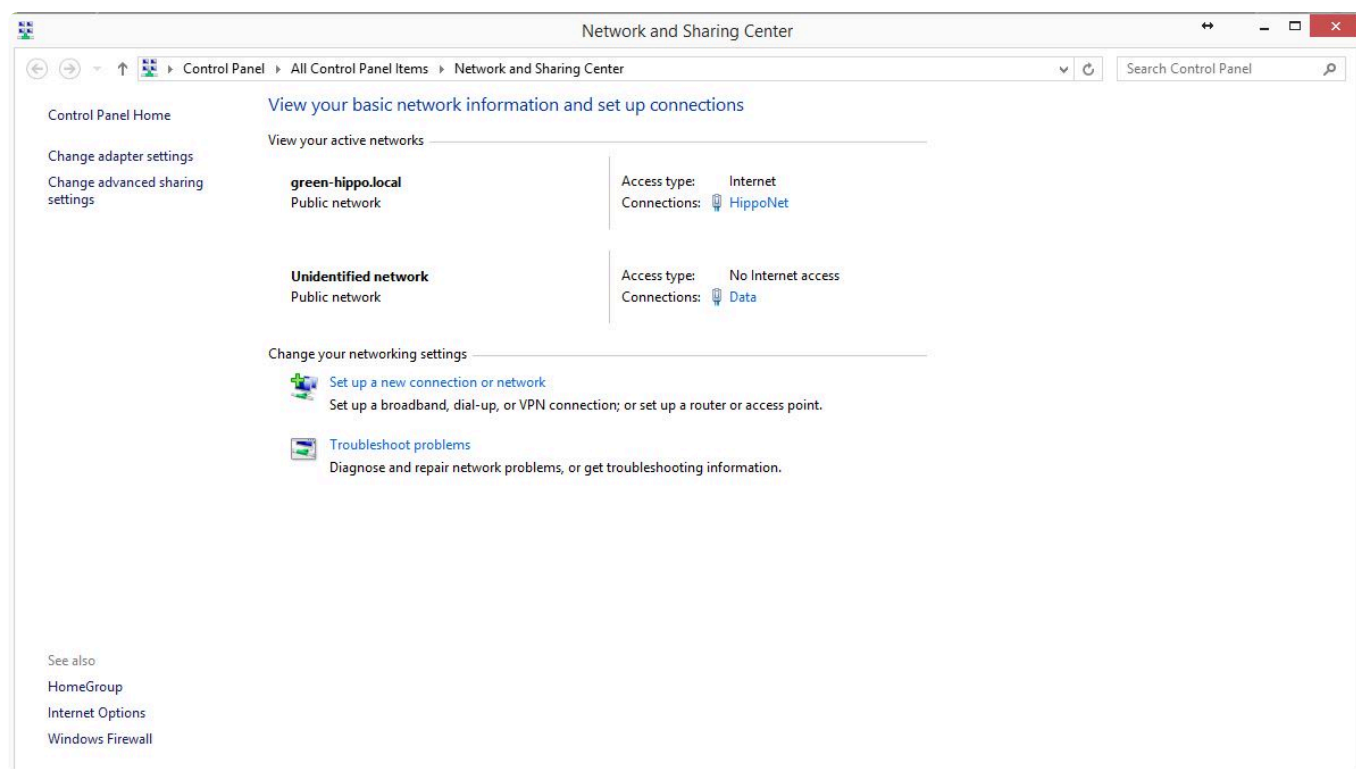 Network and Sharing Center
Control Panel All Control Panel Items Network and Sharing Center
Search Control Panel
Control Panel Home
Change adapter settings
Change advanced sharing
settings
View your basic network information and set up connections
View your active networks
green-hippo.local
Public network
Access type: Internet
Connections: HippoNet
Unidentified network
Public network
Access type: No Internet access
Connections: Data
Change your networking settings
Set up a new connection or network
Set up a broadband, dial-up, or VPN connection; or set up a router or access point.
Troubleshoot problems
Diagnose and repair network problems, or get troubleshooting information.
See also
HomeGroup
Internet Options
Windows Firewall